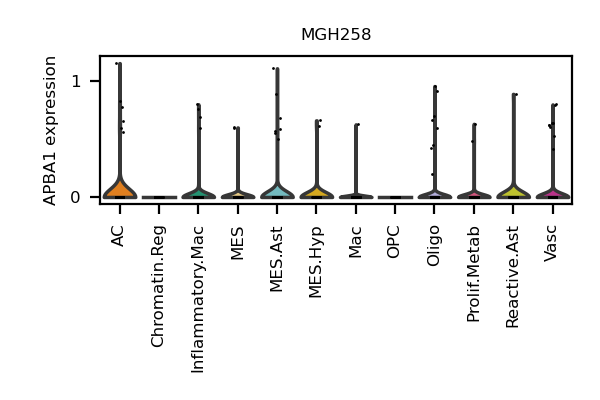 MGH258
APBA1 expression
1
0
AC
Chromatin.Reg
Inflammatory.Mac
MES
MES.Ast
MES.Hyp
Mac
OPC
Oligo
Prolif.Metab
Reactive.Ast
Vasc